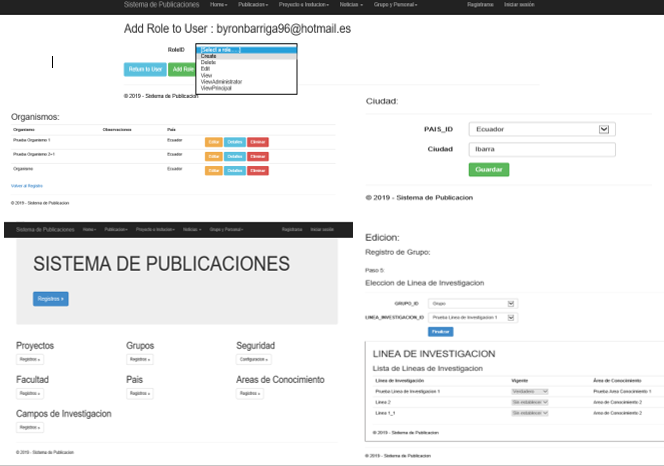 Sistema de Publicaciones Home Publicacion Proyecto e Insducion Noticias Grupo y Personal Registrarse Iniciar sesión
Add Role to User : byronbarriga96@hotmail.es
RoleID [Select a role. . .]
Create
Delete
Edit
View
ViewAdministrator
ViewPrincipal
Return to User Add Role
© 2019 - Sistema de Publicacion
Organismos:
Organismo Observaciones Pais
Prueba Organismo 1 Ecuador Editar Detalles Eliminar
Prueba Organismo 2+1 Ecuador Editar Detalles Eliminar
Organismo Ecuador Editar Detalles Eliminar
Volver al Registro
© 2019 - Sistema de Publicacion
Ciudad:
PAIS_ID Ecuador
Ciudad Ibarra
Guardar
© 2019 - Sistema de Publicacion
Sistema de Publicaciones Home Publicacion Proyecto e Insducion Noticias Grupo y Personal Registrarse Iniciar sesión
SISTEMA DE PUBLICACIONES
Registros »
Proyectos Grupos Seguridad
Registros » Registros » Configuracion »
Facultad Pais Areas de Conocimiento
Registros » Registros » Registros »
Campos de Investigacion
Registros »
© 2019 - Sistema de Publicacion
Edicion:
Registro de Grupo:
Paso 5:
Eleccion de Linea de Investigacion
GRUPO_ID Grupo
LINEA_INVESTIGACION_ID Prueba Linea de Investigacion 1
Finalizar
LINEA DE INVESTIGACION
Lista de Lineas de Investigacion
Linea de Investigación Vigente Área de Conocimiento
Prueba Linea de Investigacion 1 Verdadero Prueba Area Conocimiento 1
Linea 2 Sin establecer Area de Conocimiento 2
Linea 1_1 Sin establecer Area de Conocimiento 2
© 2019 - Sistema de Publicacion
© 2019 - Sistema de Publicacion